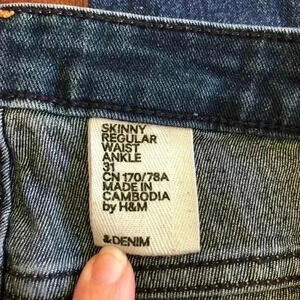 SKINNY
REGULAR
WAIST
ANKLE
31
CN 170/78A
MADE IN
CAMBODIA
by H&M
&DENIM